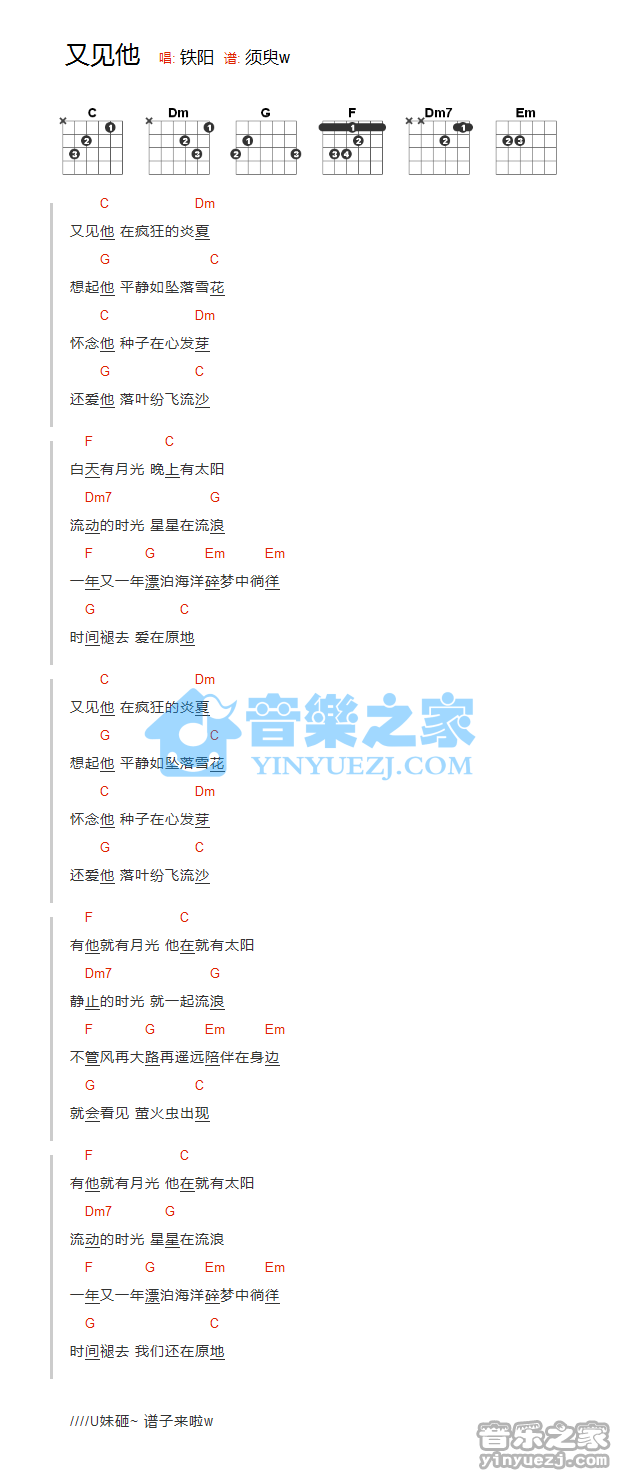 又见他 唱: 铁阳 谱: 须臾w
C Dm G F Dm7 Em
C Dm
又见他 在疯狂的炎夏
G C
想起他 平静如坠落雪花
C Dm
怀念他 种子在心发芽
G C
还爱他 落叶纷飞流沙
F C
白天有月光 晚上有太阳
Dm7 G
流动的时光 星星在流浪
F G Em Em
一年又一年漂泊海洋碎梦中徜徉
G C
时间褪去 爱在原地
C Dm
又见他 在疯狂的炎夏
G C
想起他 平静如坠落雪花
C Dm
怀念他 种子在心发芽
G C
还爱他 落叶纷飞流沙
音樂之家
YINYUEZJ.COM
F C
有他就有月光 他在就有太阳
Dm7 G
静止的时光 就一起流浪
F G Em Em
不管风再大路再遥远陪伴在身边
G C
就会看见 萤火虫出现
F C
有他就有月光 他在就有太阳
Dm7 G
流动的时光 星星在流浪
F G Em Em
一年又一年漂泊海洋碎梦中徜徉
G C
时间褪去 我们还在原地
////U妹砸~ 谱子来啦w
音乐之家
yinyuezj.com